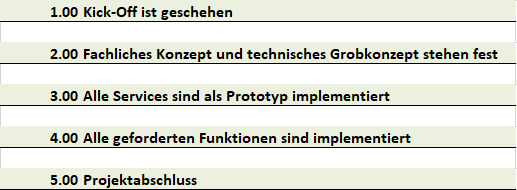 1.00 Kick-Off ist geschehen
2.00 Fachliches Konzept und technisches Grobkonzept stehen fest
3.00 Alle Services sind als Prototyp implementiert
4.00 Alle geforderten Funktionen sind implementiert
5.00 Projektabschluss